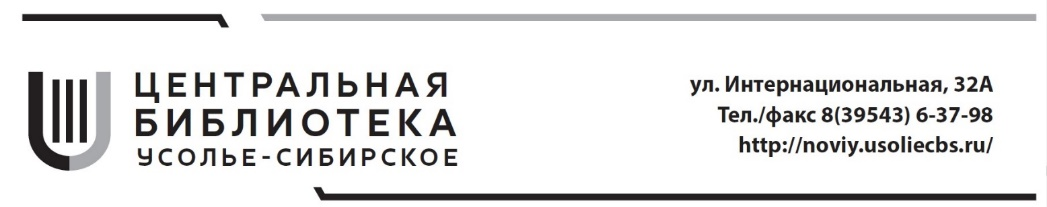 ЦЕНТРАЛЬНАЯ
БИБЛИОТЕКА
УСОЛЬЕ-СИБИРСКОЕ
ул. Интернациональная, 32А
Тел./факс 8(39543) 6-37-98
http://noviy.usoliecbs.ru/